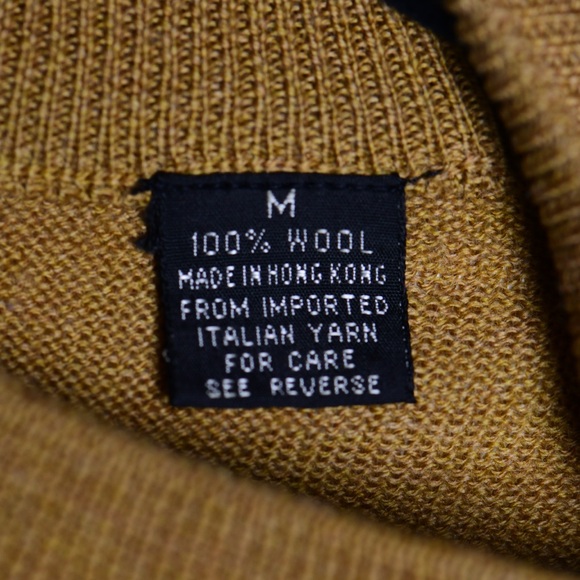 M
100% WOOL
MADE IN HONG KONG
FROM IMPORTED
ITALIAN YARN
FOR CARE
SEE REVERSE